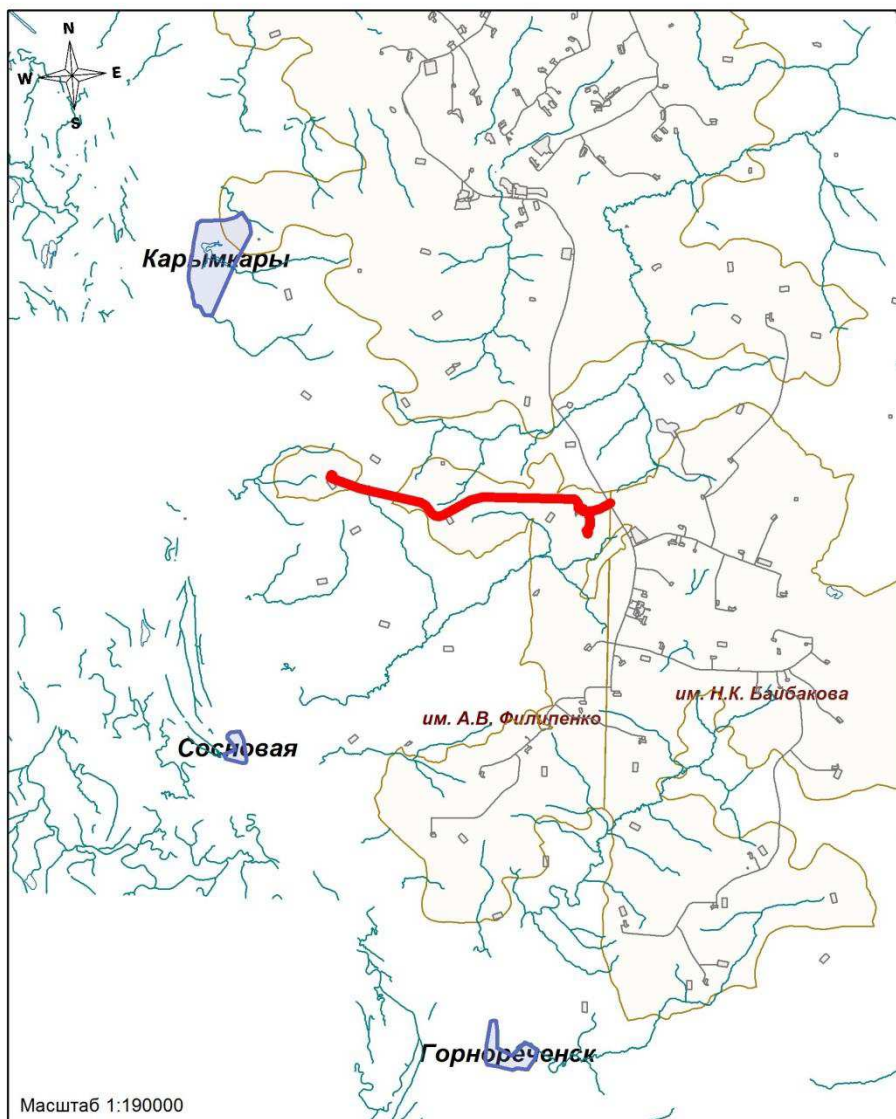 N
W E
S
Карымкары
им. Н.К. Байбакова
им. А.В. Филипенко
Сосновая
Горнореченск
Масштаб 1:190000